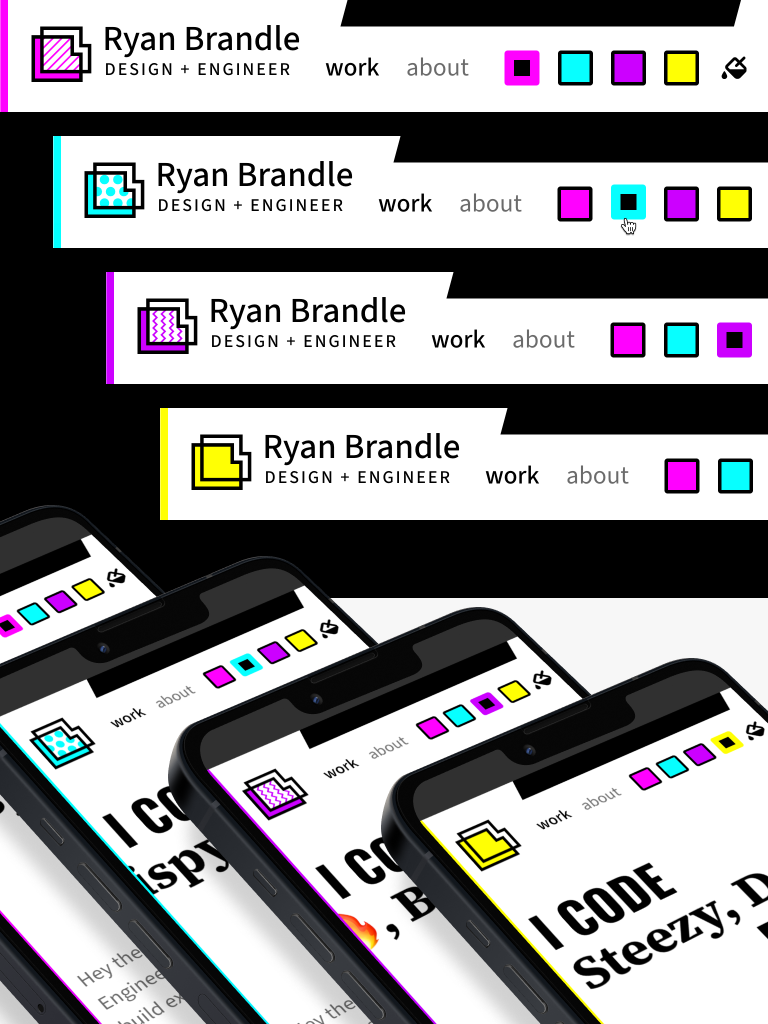 Ryan Brandle
DESIGN + ENGINEER
work about
Ryan Brandle
DESIGN + ENGINEER
work about
Ryan Brandle
DESIGN + ENGINEER
work about
Ryan Brandle
DESIGN + ENGINEER
work about
work about
I CO
ispy
Hey the
Enginee
build ex
work about
I CO
🔥, B
Hey the
work about
I CODE
Steezy, D